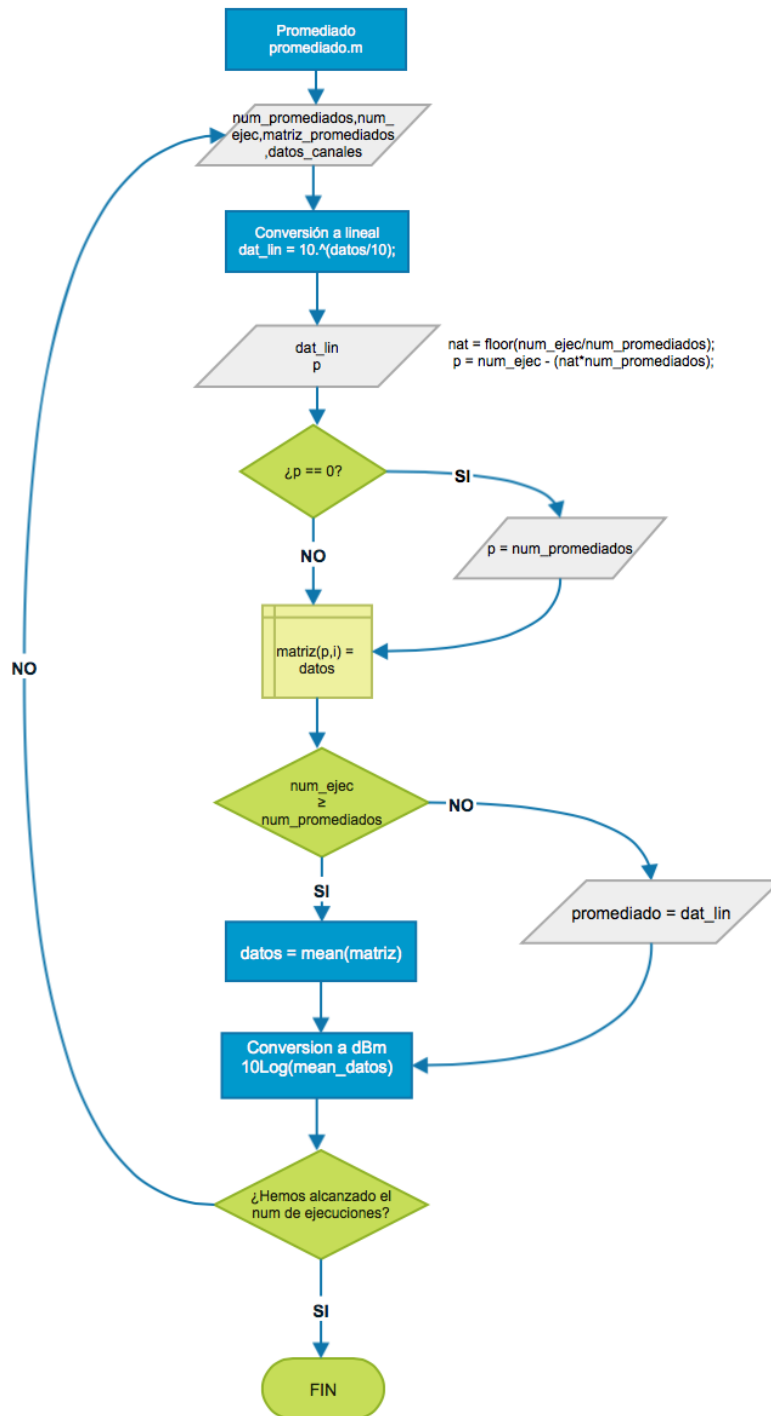 Promediado
promediado.m
num_promediados,num_
ejec,matriz_promediados
,datos_canales
Conversión a lineal
dat_lin = 10.^(datos/10);
dat_lin
p
nat = floor(num_ejec/num_promediados);
p = num_ejec - (nat*num_promediados);
¿p == 0?
SI
NO
p = num_promediados
matriz(p,i) =
datos
NO
num_ejec
≥
num_promediados
NO
SI
promediado = dat_lin
datos = mean(matriz)
Conversion a dBm
10Log(mean_datos)
¿Hemos alcanzado el
num de ejecuciones?
SI
FIN